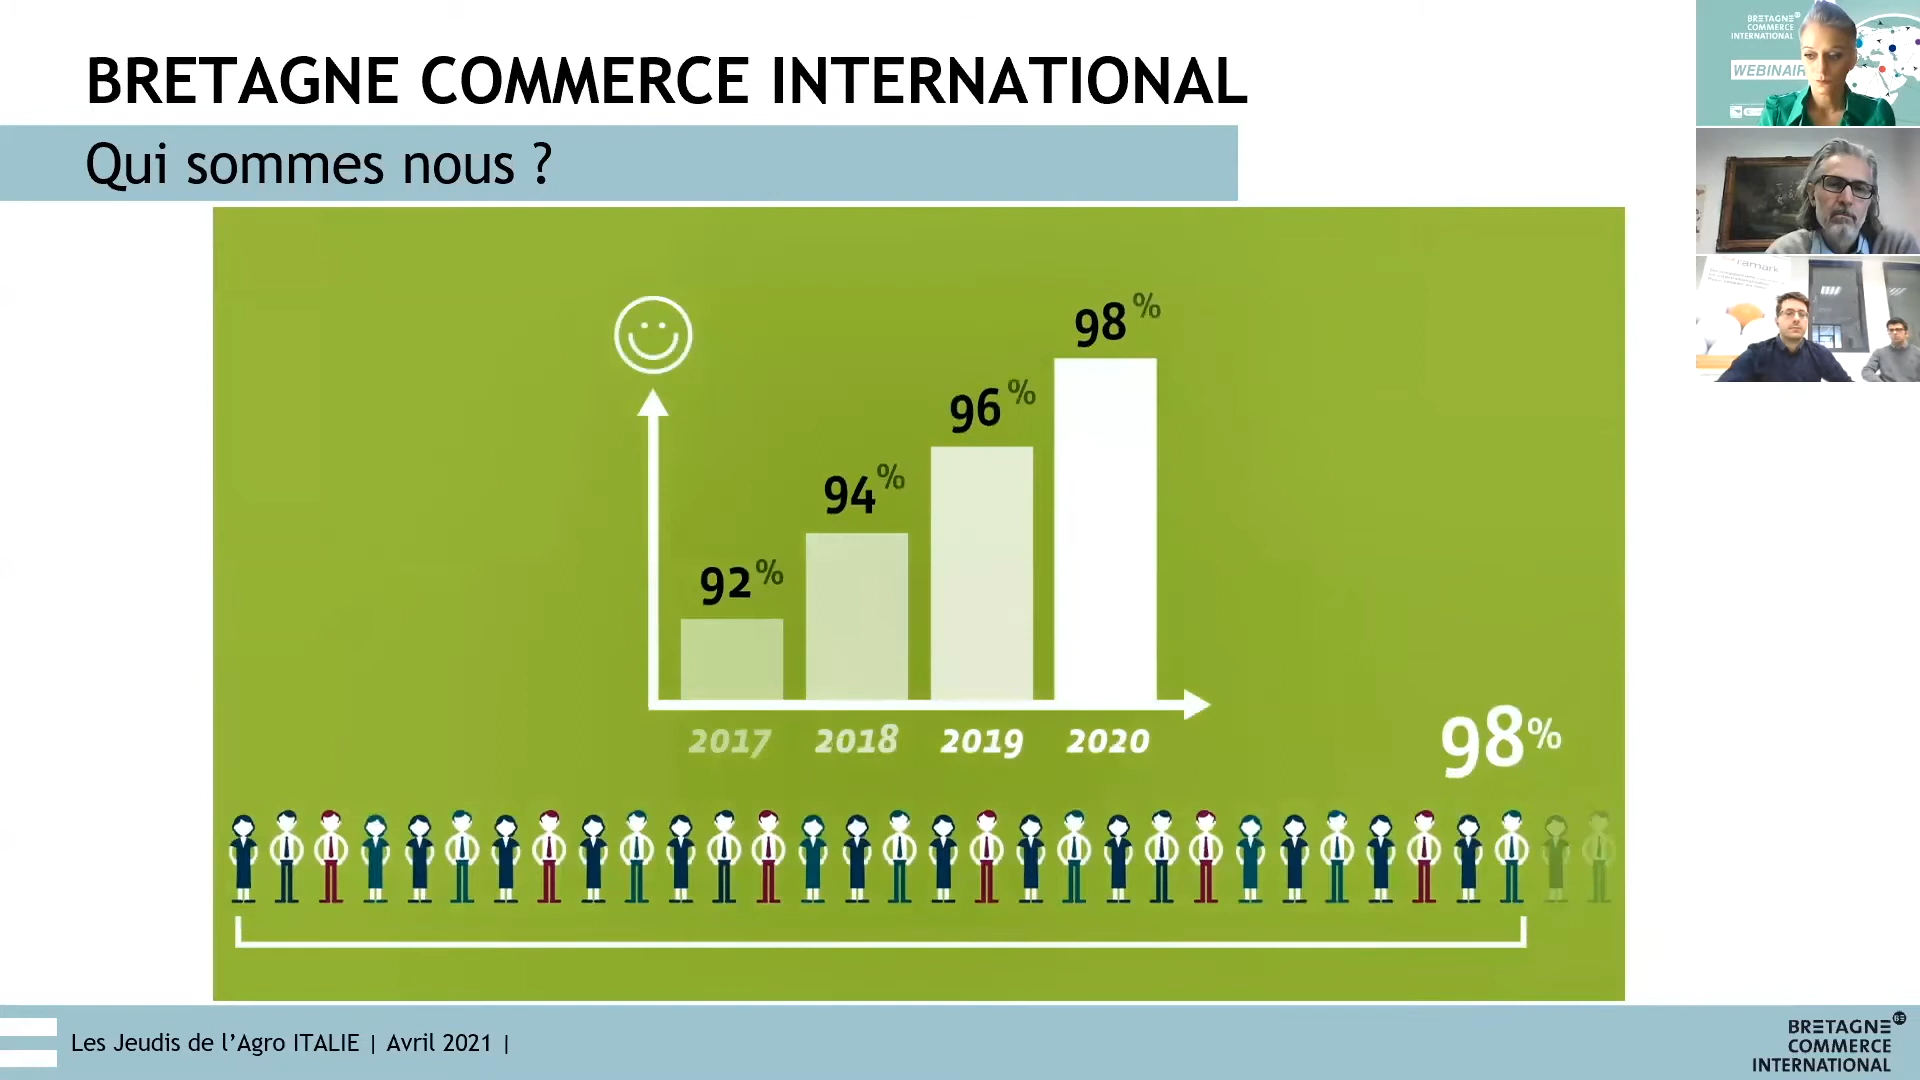 BRETAGNE COMMERCE INTERNATIONAL
Qui sommes nous ?
98%
96%
94%
92%
2017 2018 2019 2020
98%
Les Jeudis de l’Agro ITALIE | Avril 2021 |
BRETAGNE
COMMERCE
INTERNATIONAL
BRETAGNE
COMMERCE
INTERNATIONAL
WEBINAIR
ramark